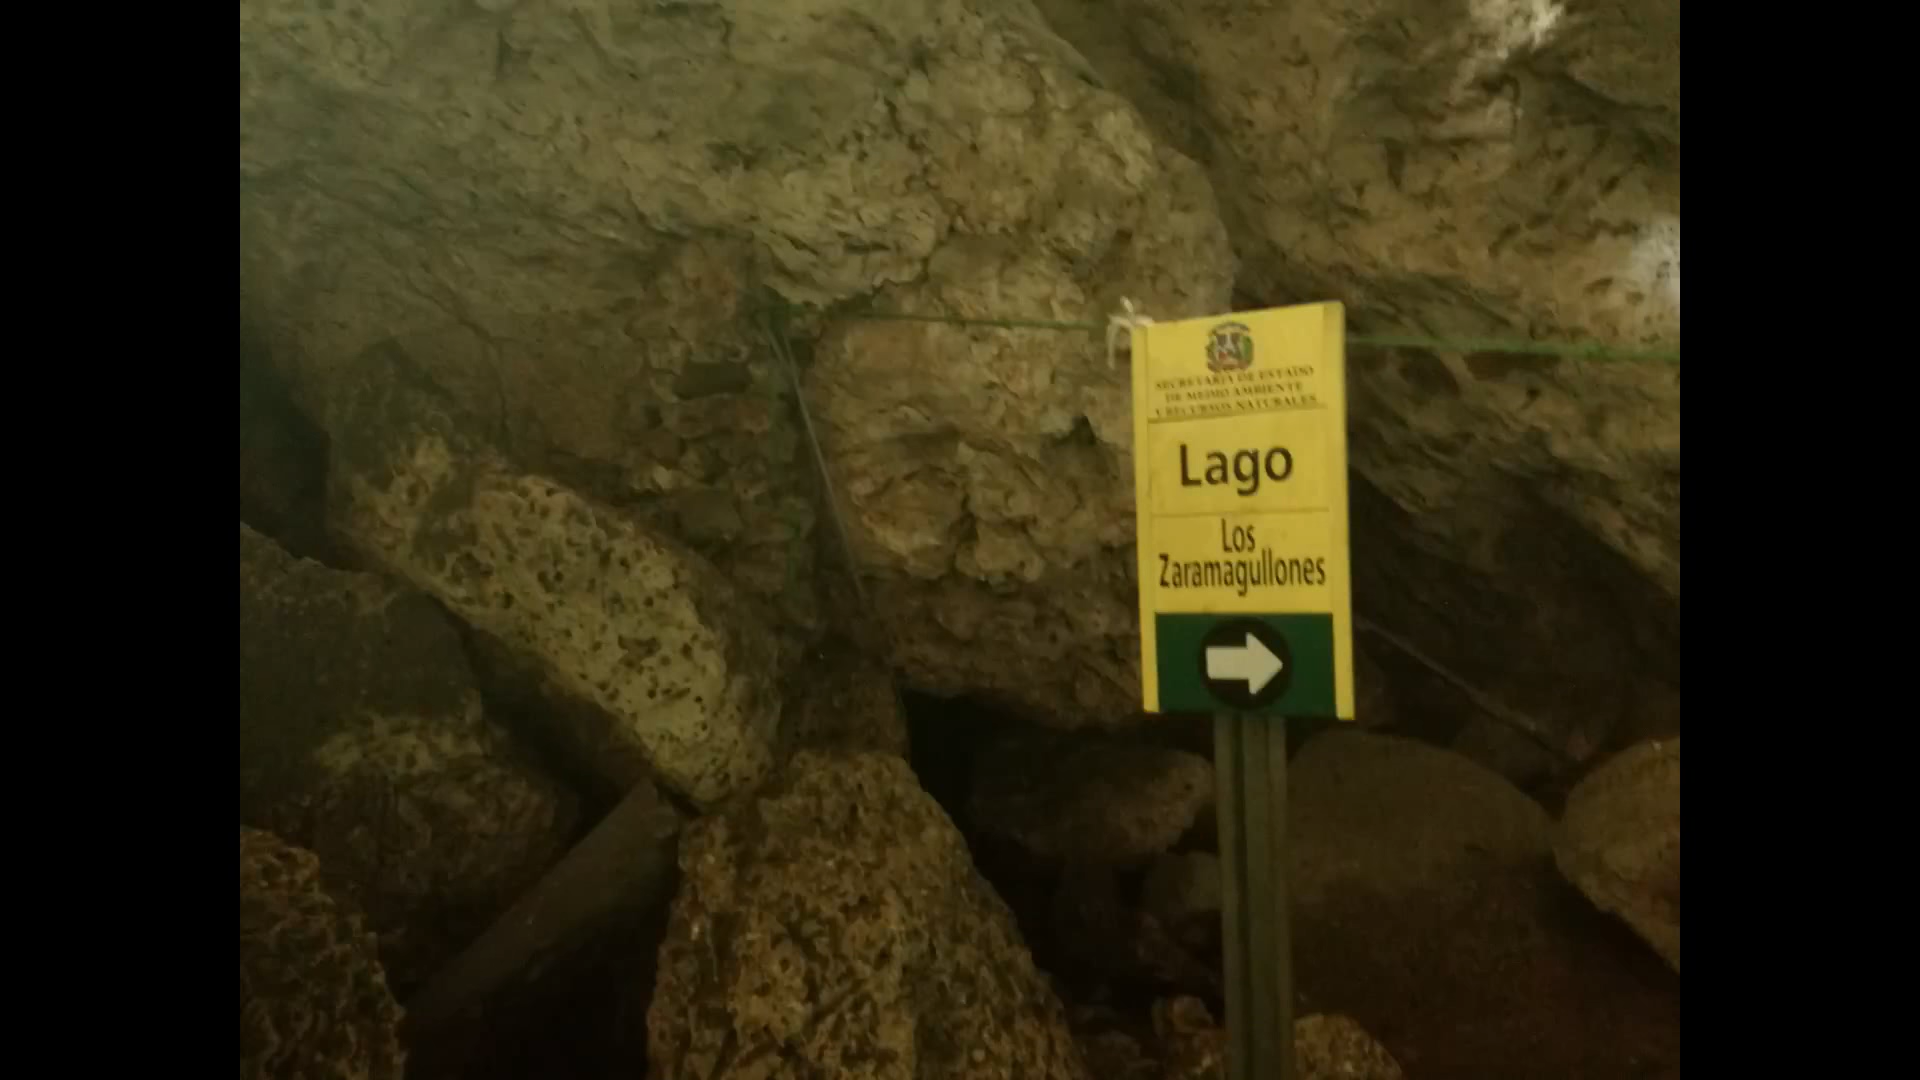 SECRETARIA DE ESTADO
DE MEDIO AMBIENTE
Y RECURSOS NATURALES
Lago
Los
Zaramagullones